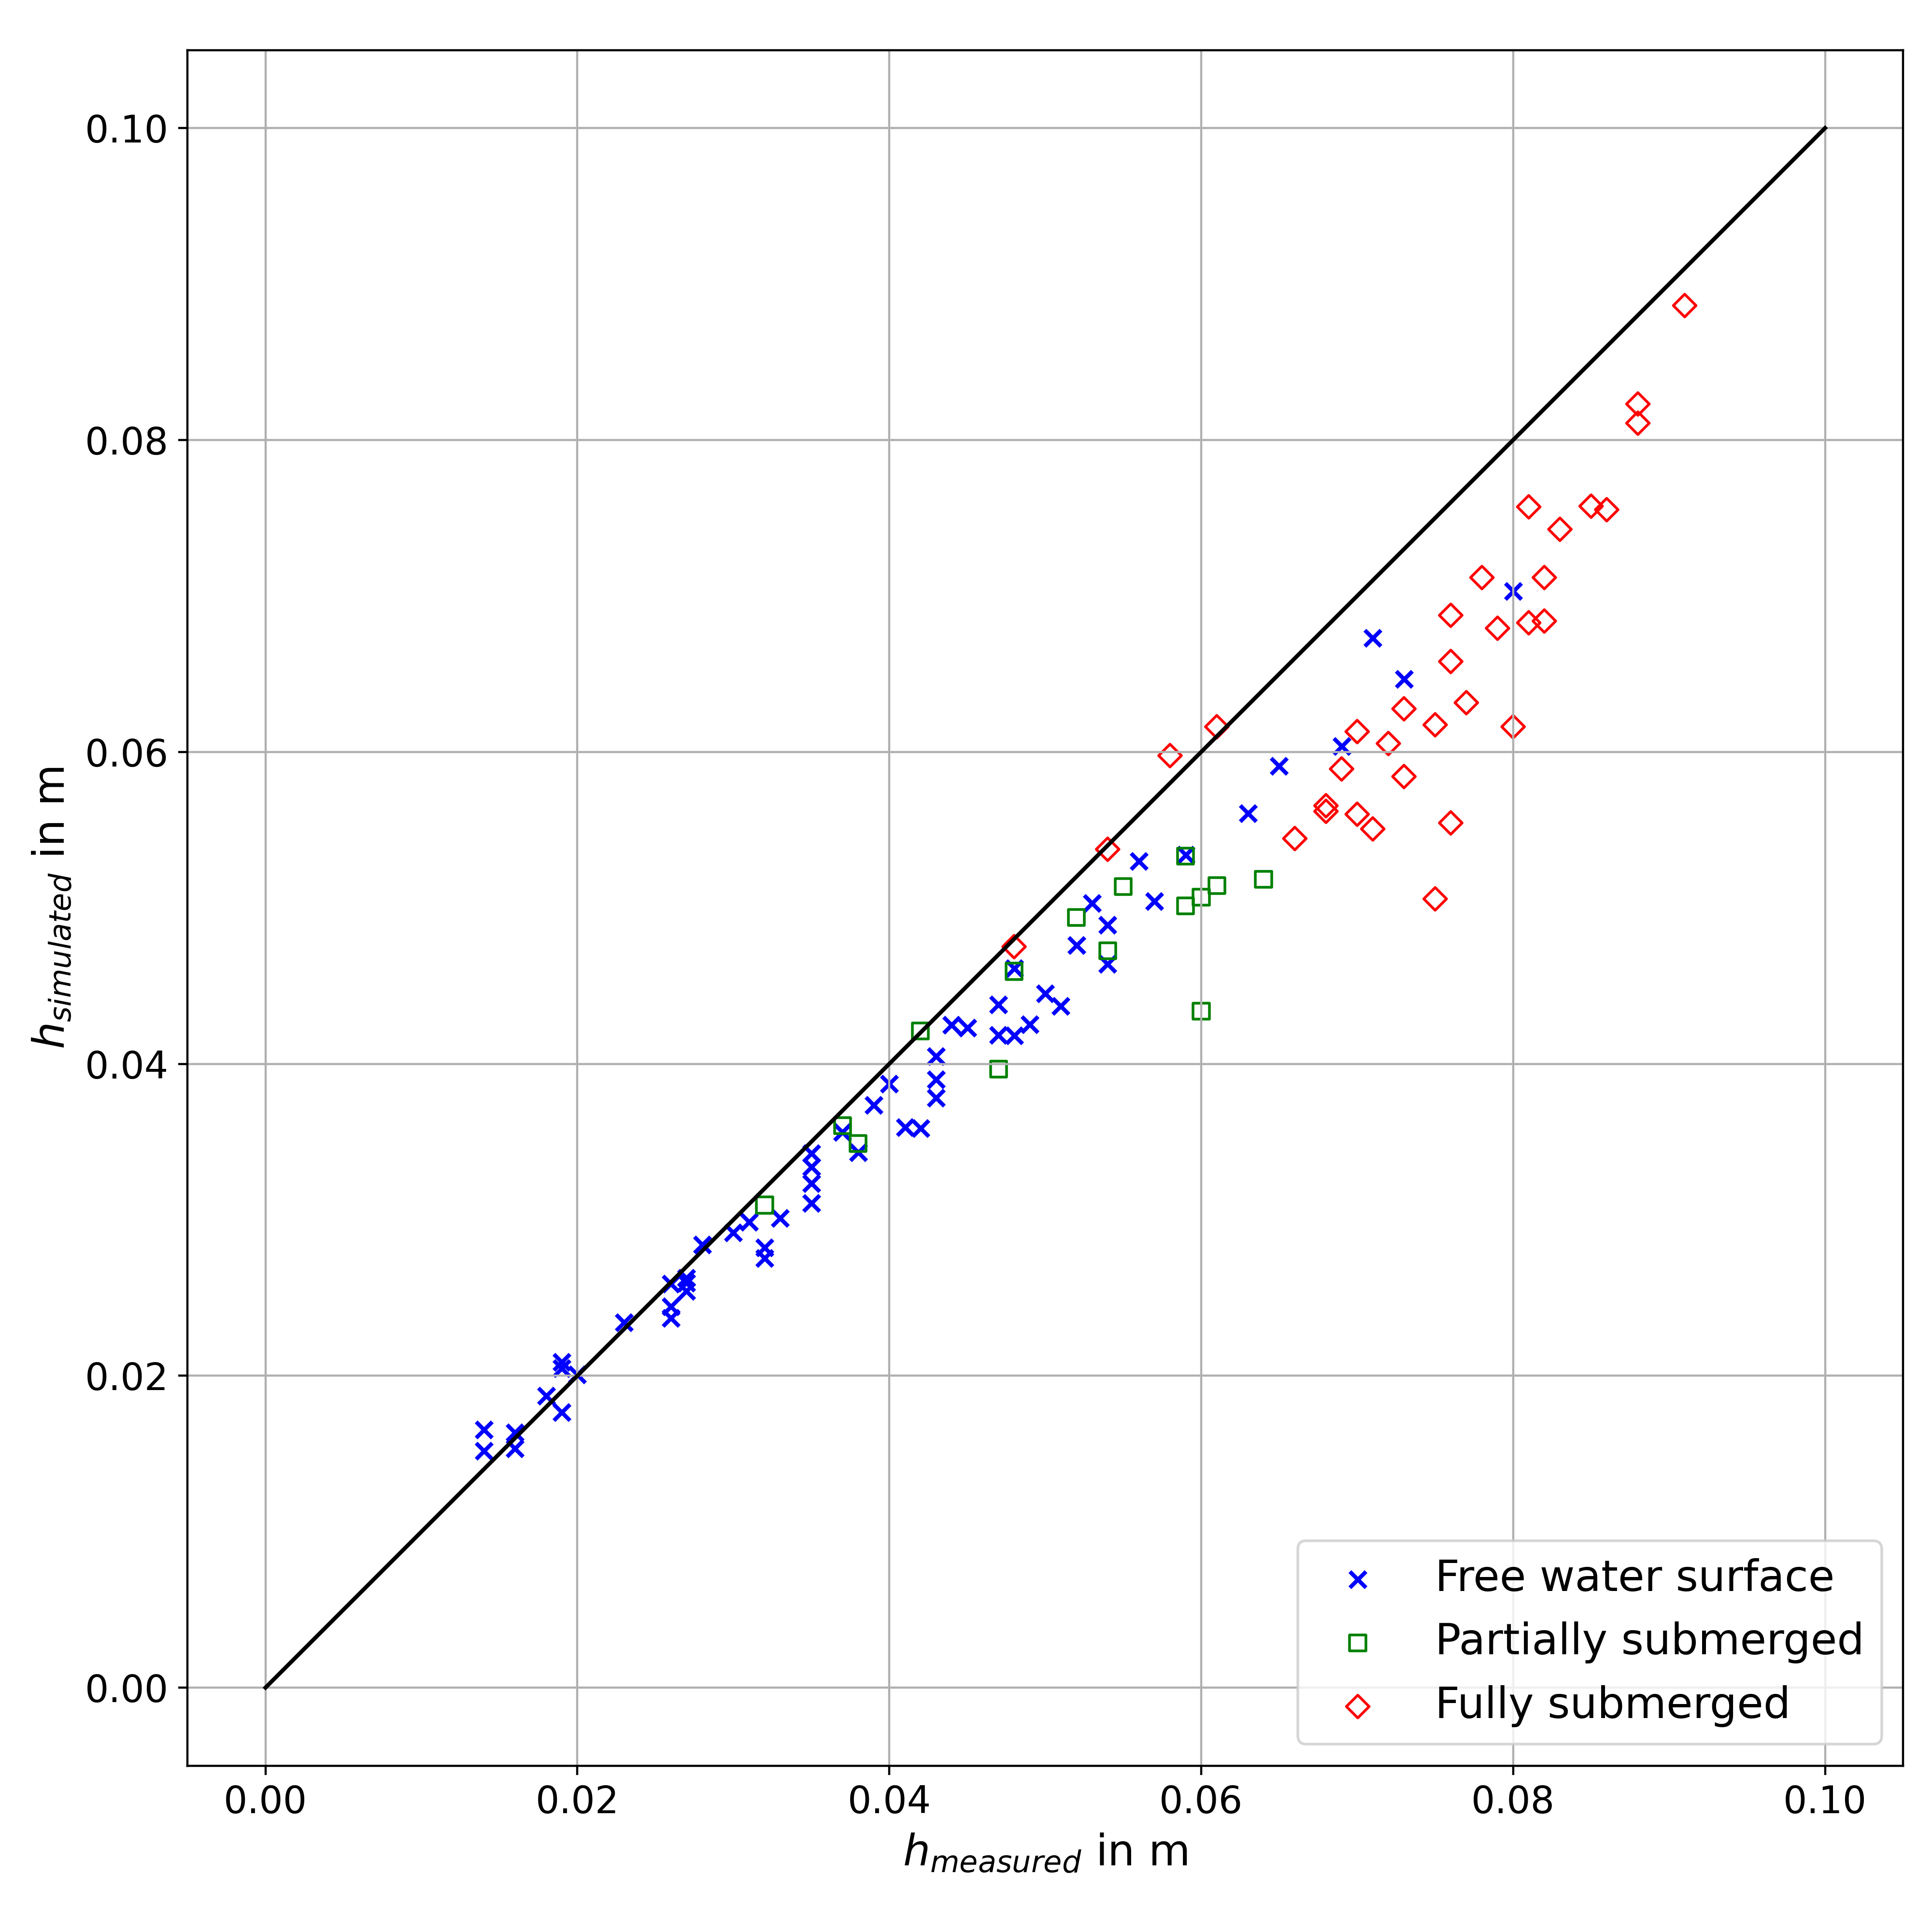 0.10
0.08
0.06
0.04
0.02
0.00
h_simulated in m
0.00 0.02 0.04 0.06 0.08 0.10
h_measured in m
Free water surface
Partially submerged
Fully submerged